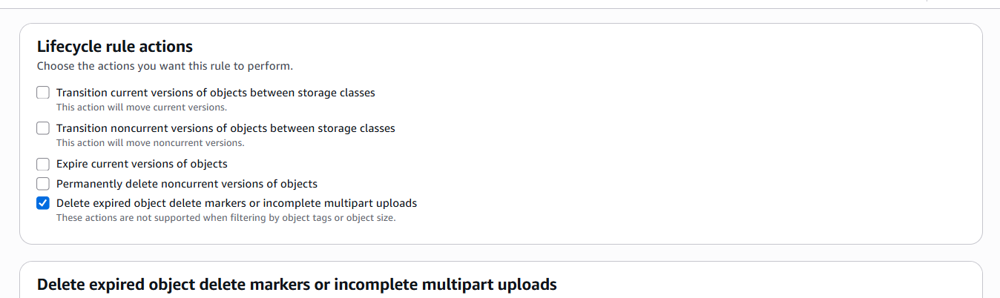 Lifecycle rule actions
Choose the actions you want this rule to perform.
Transition current versions of objects between storage classes
This action will move current versions.
Transition noncurrent versions of objects between storage classes
This action will move noncurrent versions.
Expire current versions of objects
Permanently delete noncurrent versions of objects
Delete expired object delete markers or incomplete multipart uploads
These actions are not supported when filtering by object tags or object size.
Delete expired object delete markers or incomplete multipart uploads